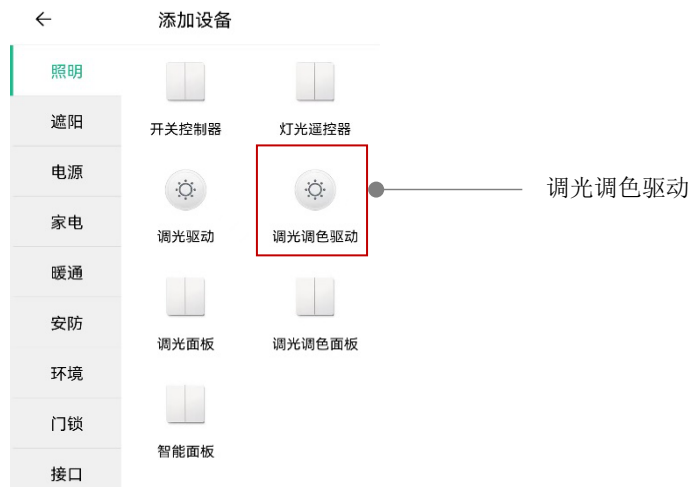 添加设备
照明
遮阳
电源
家电
暖通
安防
环境
门锁
接口
开关控制器
灯光遥控器
调光驱动
调光调色驱动
调光面板
调光调色面板
智能面板
调光调色驱动